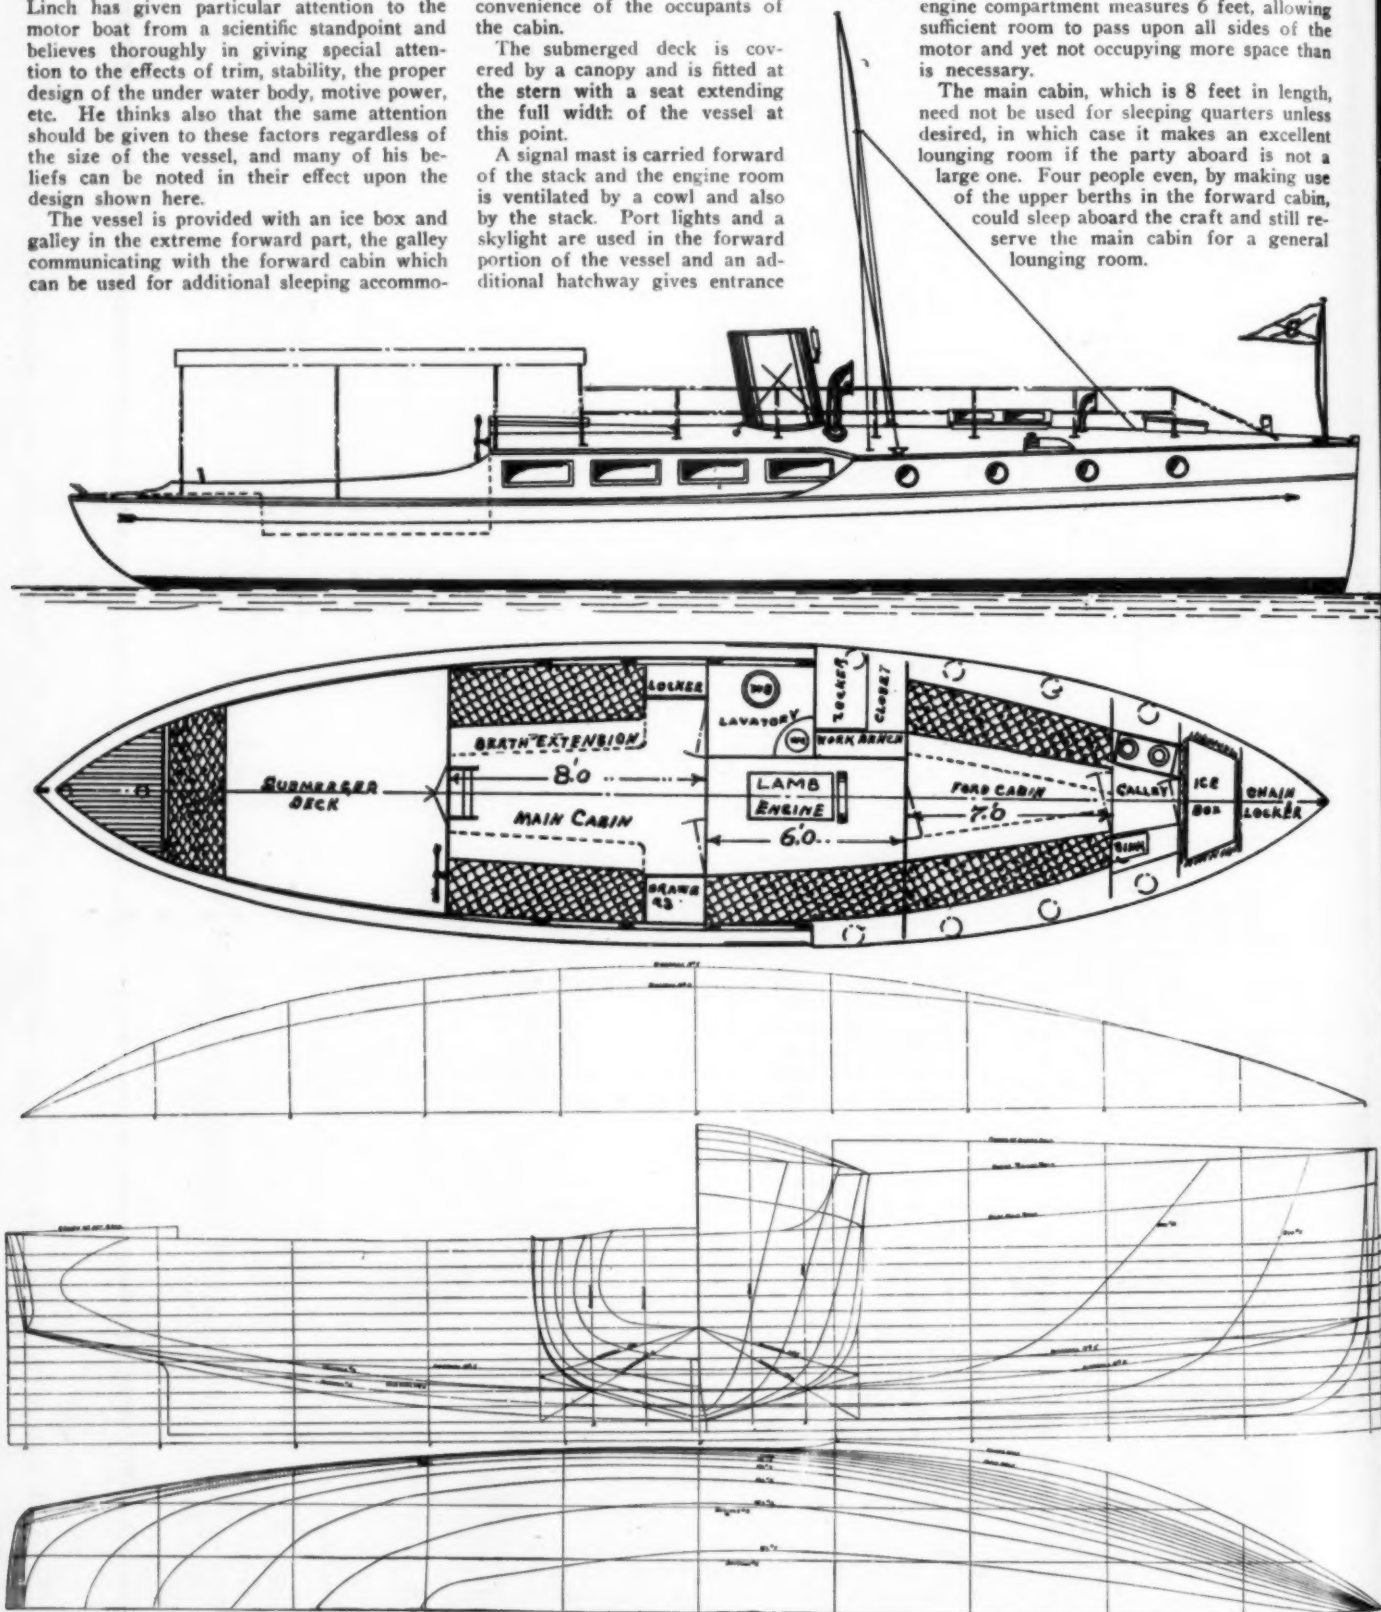 Linch has given particular attention to the
motor boat from a scientific standpoint and
believes thoroughly in giving special atten-
tion to the effects of trim, stability, the proper
design of the under water body, motive power,
etc. He thinks also that the same attention
should be given to these factors regardless of
the size of the vessel, and many of his be-
liefs can be noted in their effect upon the
design shown here.
The vessel is provided with an ice box and
galley in the extreme forward part, the galley
communicating with the forward cabin which
can be used for additional sleeping accommo-
convenience of the occupants of
the cabin.
The submerged deck is cov-
ered by a canopy and is fitted at
the stern with a seat extending
the full width of the vessel at
this point.
A signal mast is carried forward
of the stack and the engine room
is ventilated by a cowl and also
by the stack. Port lights and a
skylight are used in the forward
portion of the vessel and an ad-
ditional hatchway gives entrance
engine compartment measures 6 feet, allowing
sufficient room to pass upon all sides of the
motor and yet not occupying more space than
is necessary.
The main cabin, which is 8 feet in length,
need not be used for sleeping quarters unless
desired, in which case it makes an excellent
lounging room if the party aboard is not a
large one. Four people even, by making use
of the upper berths in the forward cabin,
could sleep aboard the craft and still re-
serve the main cabin for a general
lounging room.
LOCKER
LAVATORY
LOCKER
CLOSET
WORK BENCH
BERTH EXTENSION
8'.0
SUBMERGED
DECK
MAIN CABIN
LAMB
ENGINE
6'.0
FOR'D CABIN
7'.0
GALLEY
ICE
BOX
CHAIN
LOCKER
SINK
DRAWE
RS